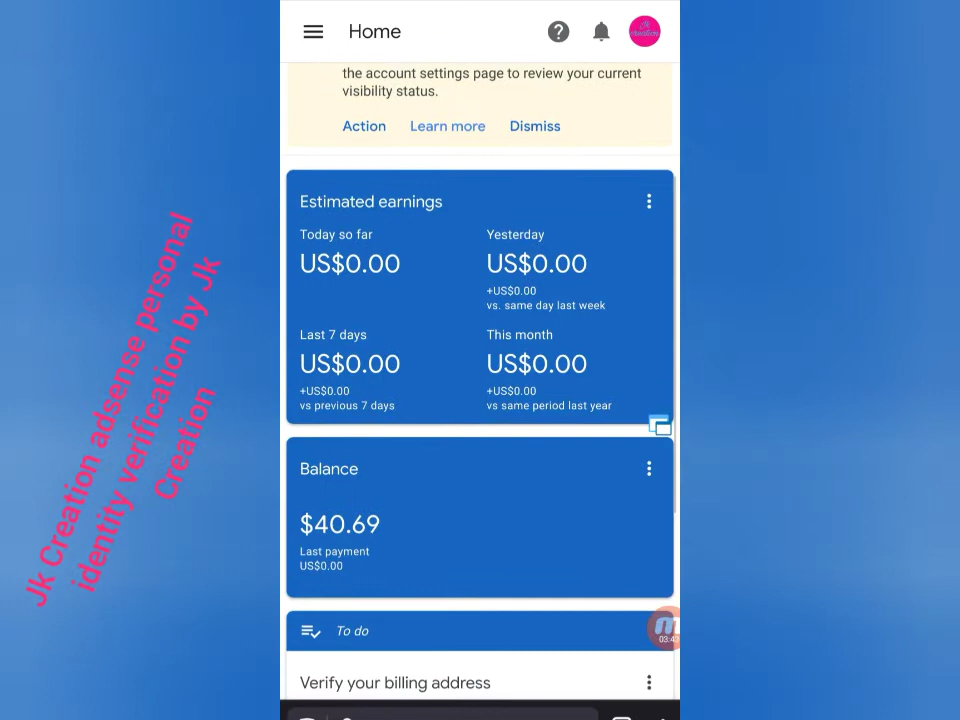 Home
the account settings page to review your current
visibility status.
Action Learn more Dismiss
Estimated earnings
Today so far
US$0.00
Yesterday
US$0.00
+US$0.00
vs. same day last week
Last 7 days
US$0.00
+US$0.00
vs previous 7 days
This month
US$0.00
+US$0.00
vs same period last year
Balance
$40.69
Last payment
US$0.00
To do
Verify your billing address
Jk Creation adsense personal
identity verification by Jk
Creation